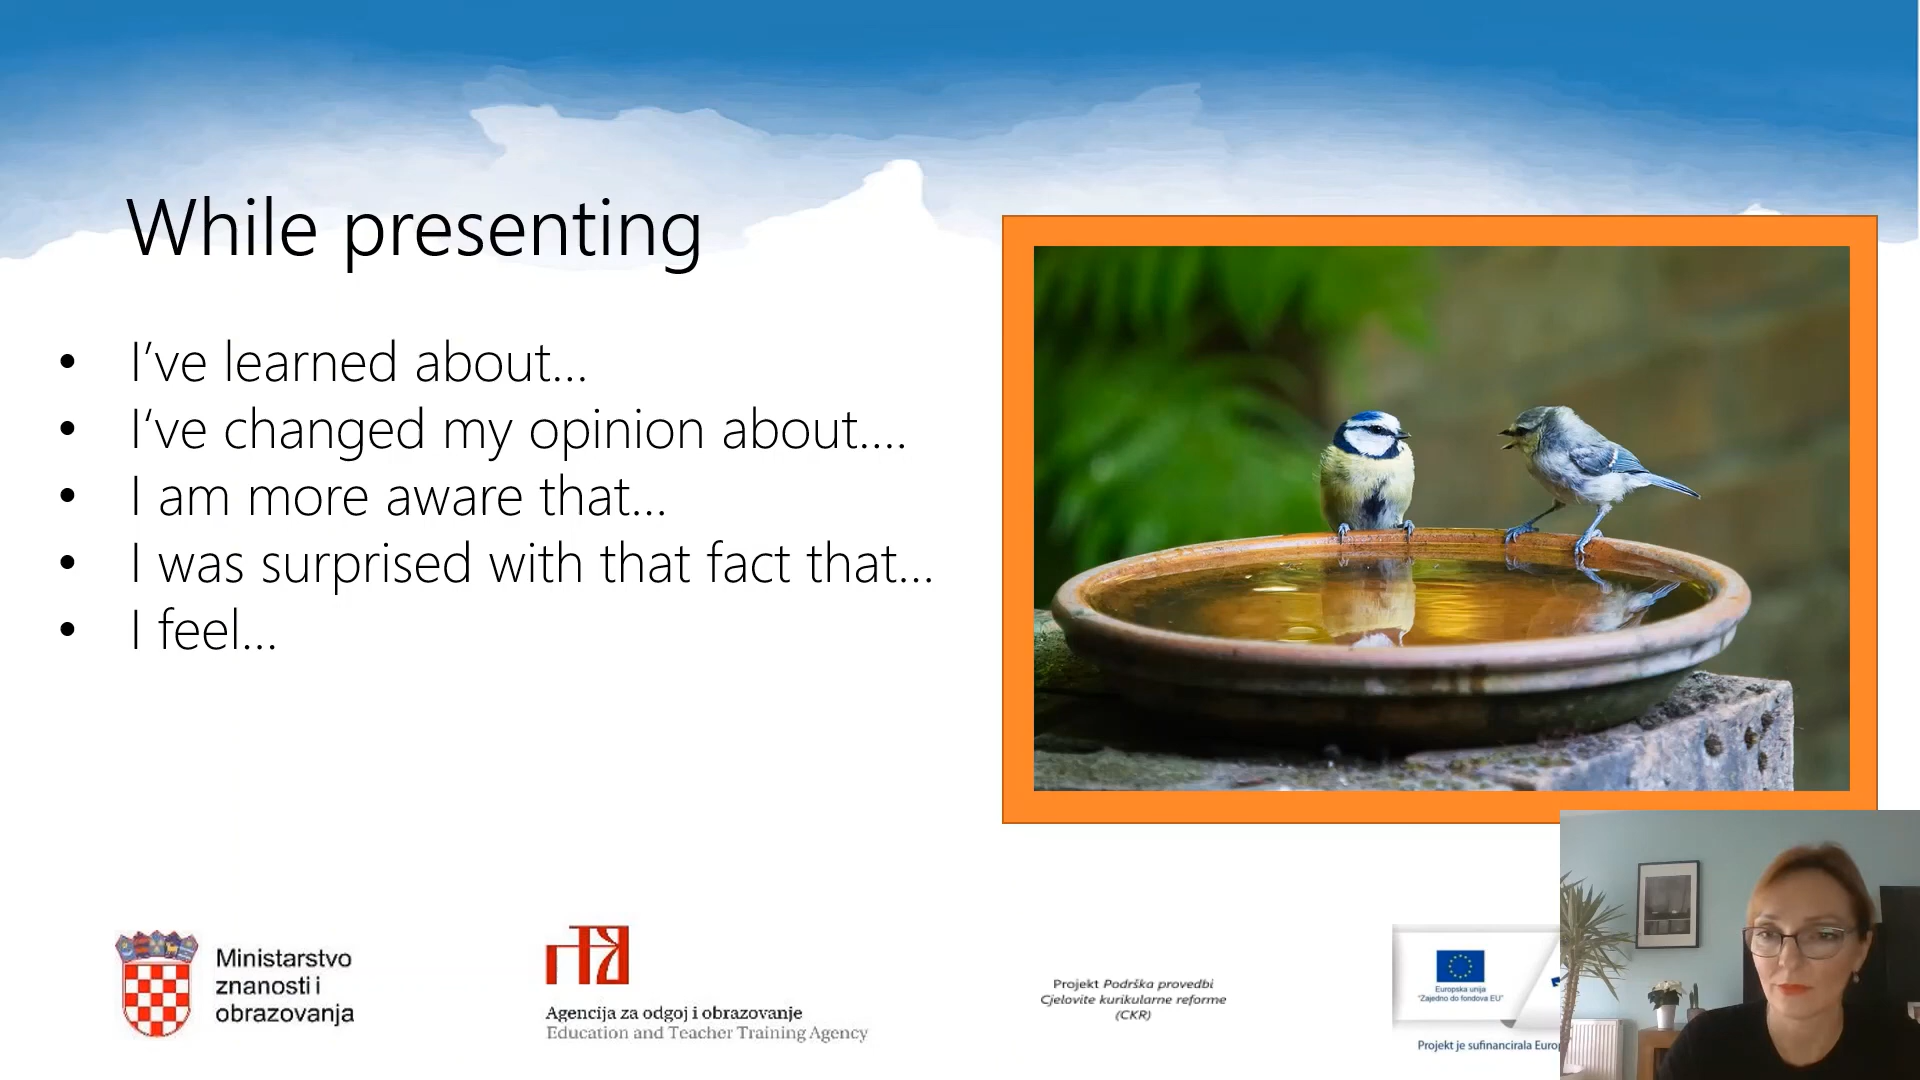 While presenting
• I’ve learned about...
• I‘ve changed my opinion about....
• I am more aware that...
• I was surprised with that fact that...
• I feel...
Ministarstvo
znanosti i
obrazovanja
Agencija za odgoj i obrazovanje
Education and Teacher Training Agency
Projekt Podrška provedbi
Cjelovite kurikularne reforme
(CKR)
Europska unija
"Zajedno do fondova EU"
Projekt je sufinancirala